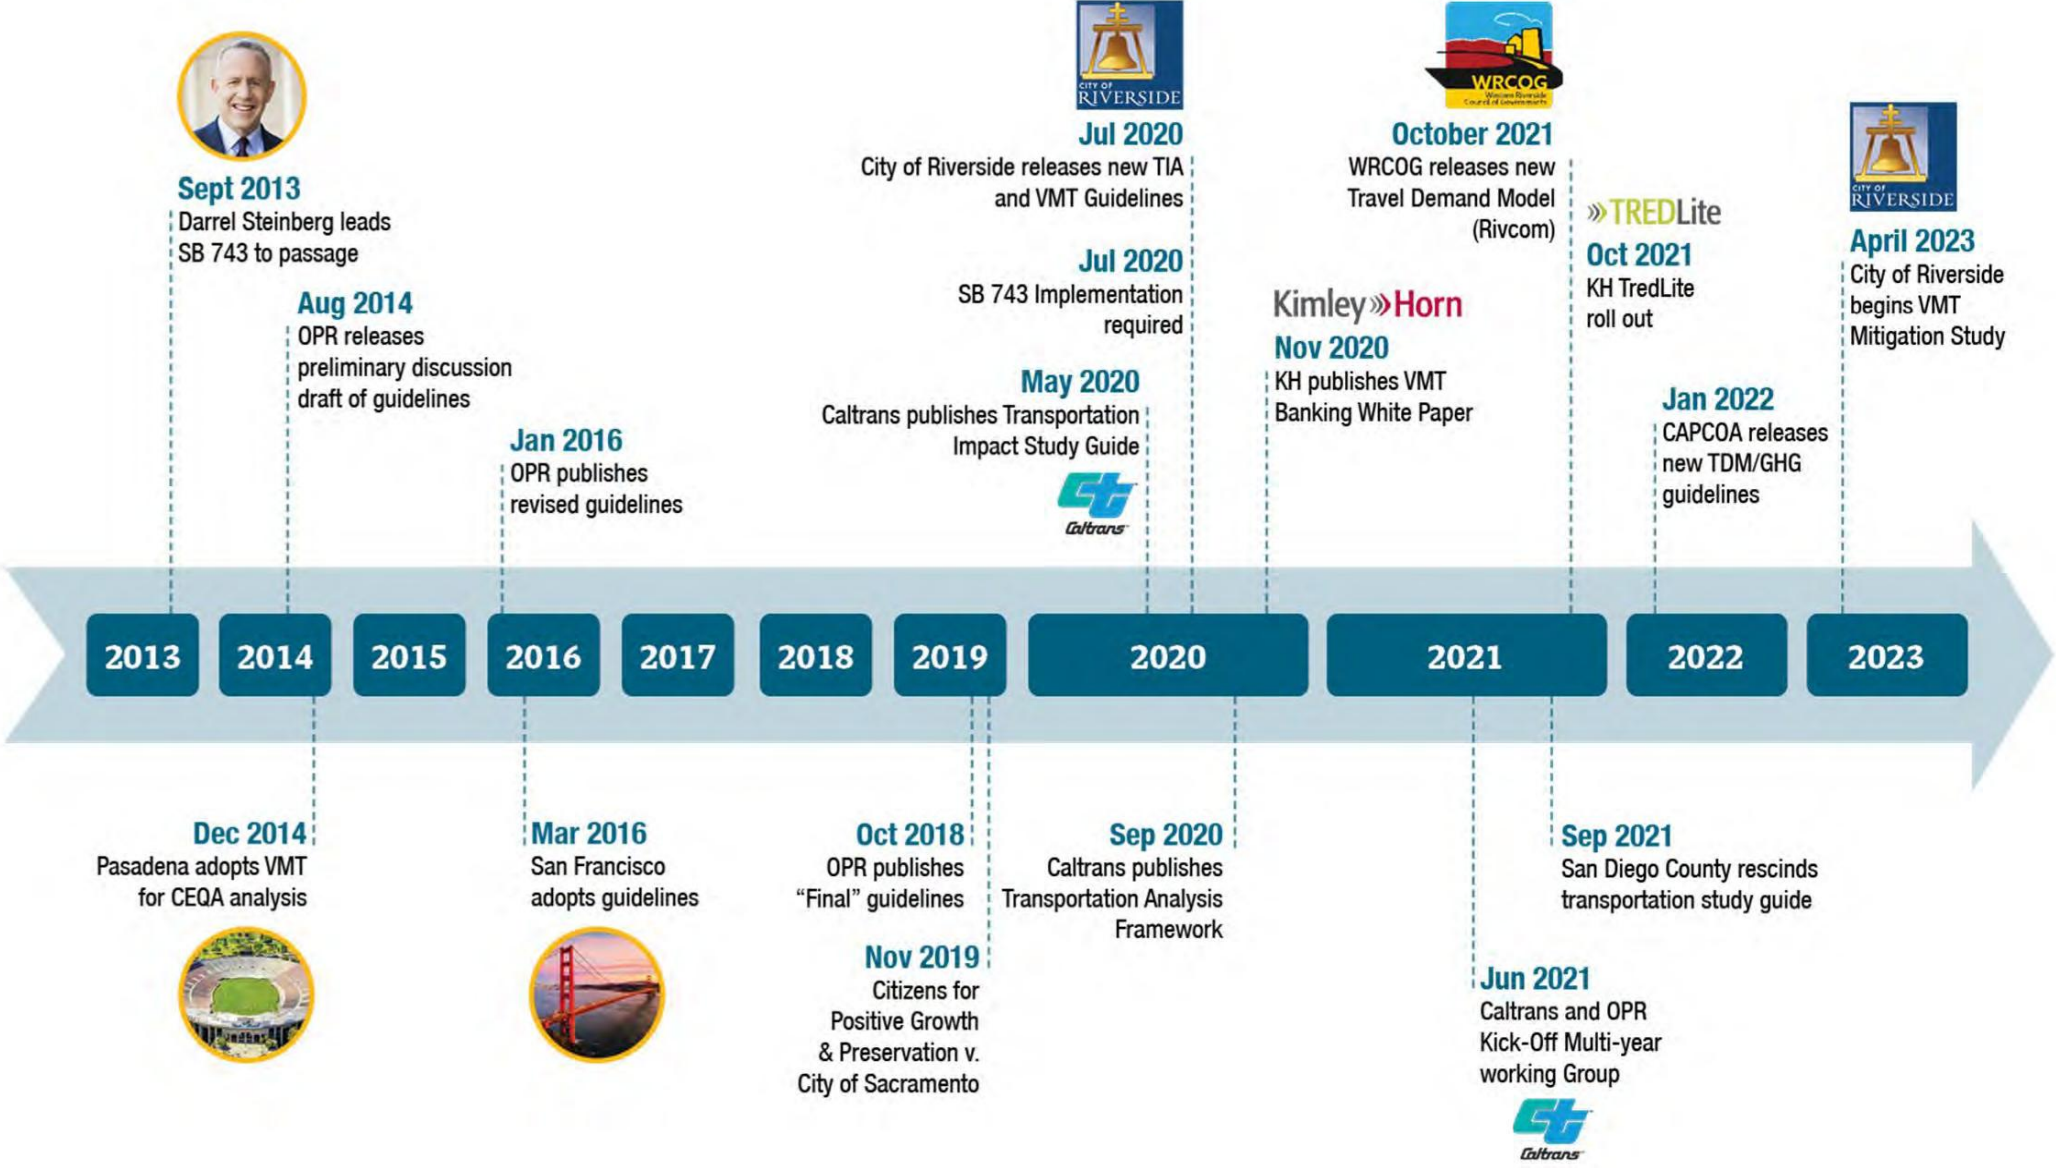 CITY OF
RIVERSIDE
Jul 2020
City of Riverside releases new TIA
and VMT Guidelines
Jul 2020
SB 743 Implementation
required
May 2020
Caltrans publishes Transportation
Impact Study Guide
Caltrans
WRCOG
Western Riverside
Council of Governments
October 2021
WRCOG releases new
Travel Demand Model
(Rivcom)
TREDLite
Oct 2021
KH TredLite
roll out
CITY OF
RIVERSIDE
April 2023
City of Riverside
begins VMT
Mitigation Study
Sept 2013
Darrel Steinberg leads
SB 743 to passage
Aug 2014
OPR releases
preliminary discussion
draft of guidelines
Jan 2016
OPR publishes
revised guidelines
Kimley Horn
Nov 2020
KH publishes VMT
Banking White Paper
Jan 2022
CAPCOA releases
new TDM/GHG
guidelines
2013
2014
2015
2016
2017
2018
2019
2020
2021
2022
2023
Dec 2014
Pasadena adopts VMT
for CEQA analysis
Mar 2016
San Francisco
adopts guidelines
Oct 2018
OPR publishes
“Final” guidelines
Nov 2019
Citizens for
Positive Growth
& Preservation v.
City of Sacramento
Sep 2020
Caltrans publishes
Transportation Analysis
Framework
Sep 2021
San Diego County rescinds
transportation study guide
Jun 2021
Caltrans and OPR
Kick-Off Multi-year
working Group
Caltrans